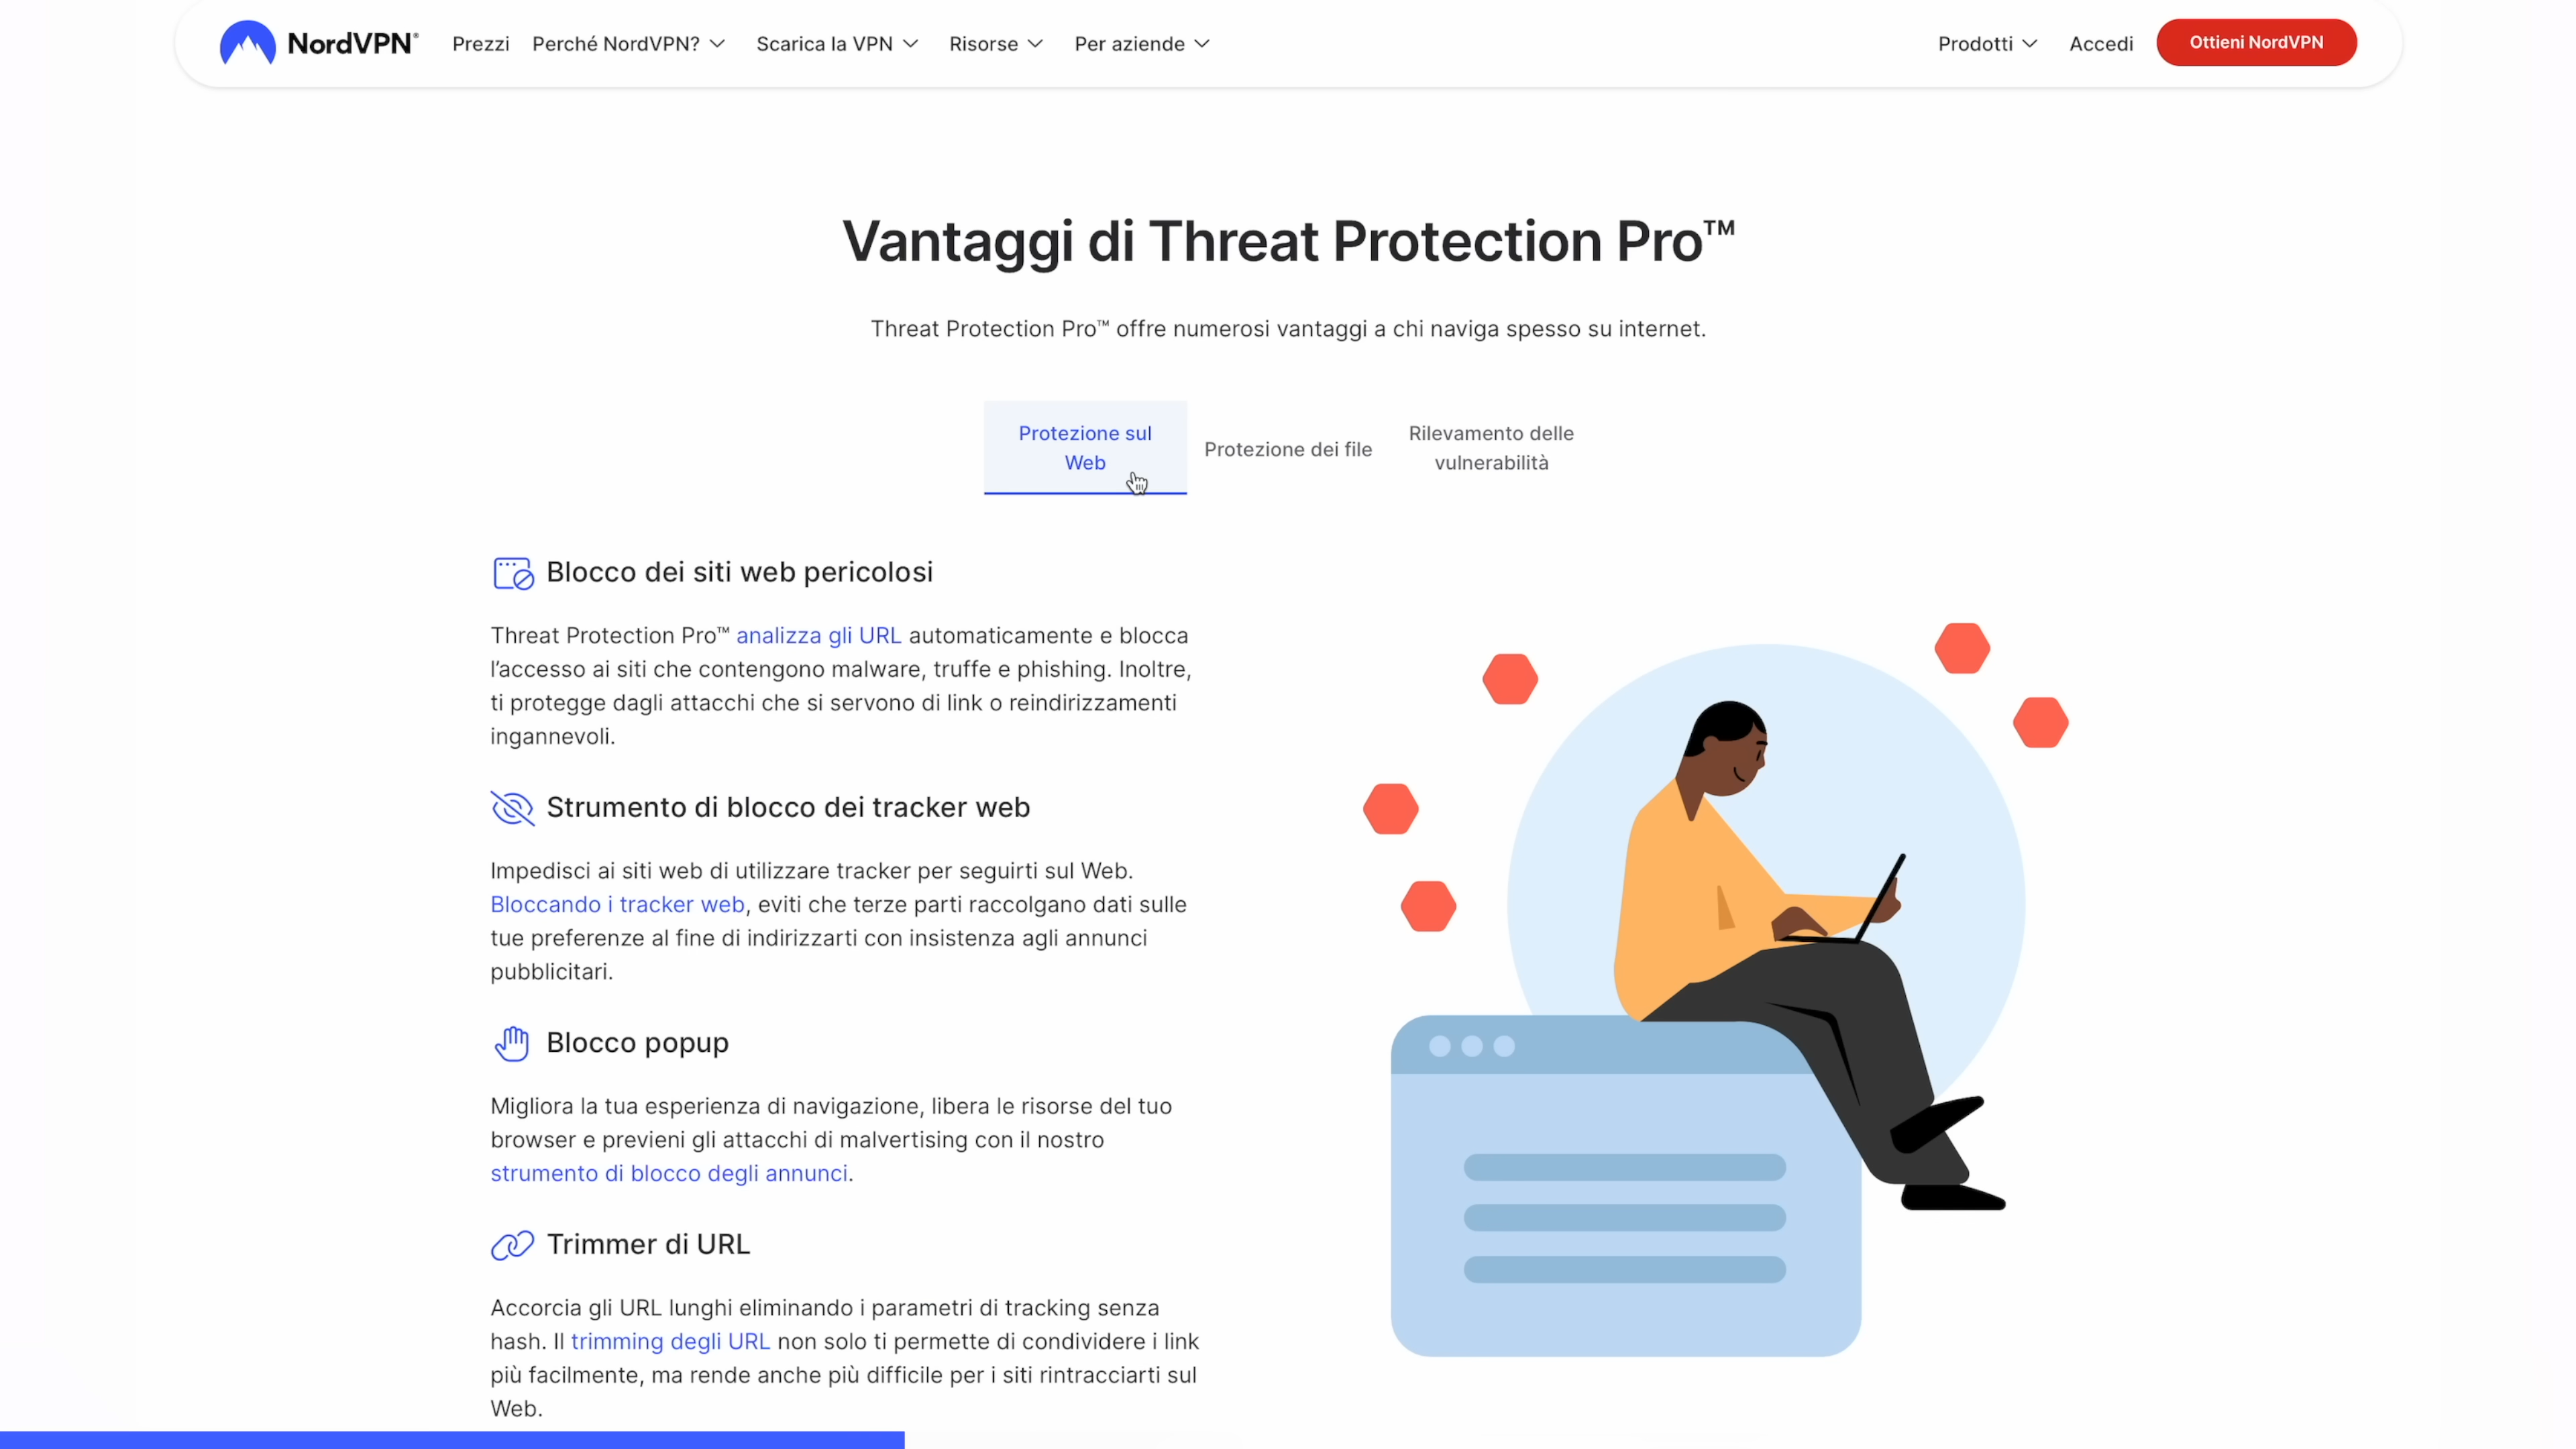 NordVPN®
Prezzi
Perché NordVPN?
Scarica la VPN
Risorse
Per aziende
Prodotti
Accedi
Ottieni NordVPN
Vantaggi di Threat Protection Pro™
Threat Protection Pro™ offre numerosi vantaggi a chi naviga spesso su internet.
Protezione sul
Web
Protezione dei file
Rilevamento delle
vulnerabilità
Blocco dei siti web pericolosi
Threat Protection Pro™ analizza gli URL automaticamente e blocca
l’accesso ai siti che contengono malware, truffe e phishing. Inoltre,
ti protegge dagli attacchi che si servono di link o reindirizzamenti
ingannevoli.
Strumento di blocco dei tracker web
Impedisci ai siti web di utilizzare tracker per seguirti sul Web.
Bloccando i tracker web, eviti che terze parti raccolgano dati sulle
tue preferenze al fine di indirizzarti con insistenza agli annunci
pubblicitari.
Blocco popup
Migliora la tua esperienza di navigazione, libera le risorse del tuo
browser e previeni gli attacchi di malvertising con il nostro
strumento di blocco degli annunci.
Trimmer di URL
Accorcia gli URL lunghi eliminando i parametri di tracking senza
hash. Il trimming degli URL non solo ti permette di condividere i link
più facilmente, ma rende anche più difficile per i siti rintracciarti sul
Web.